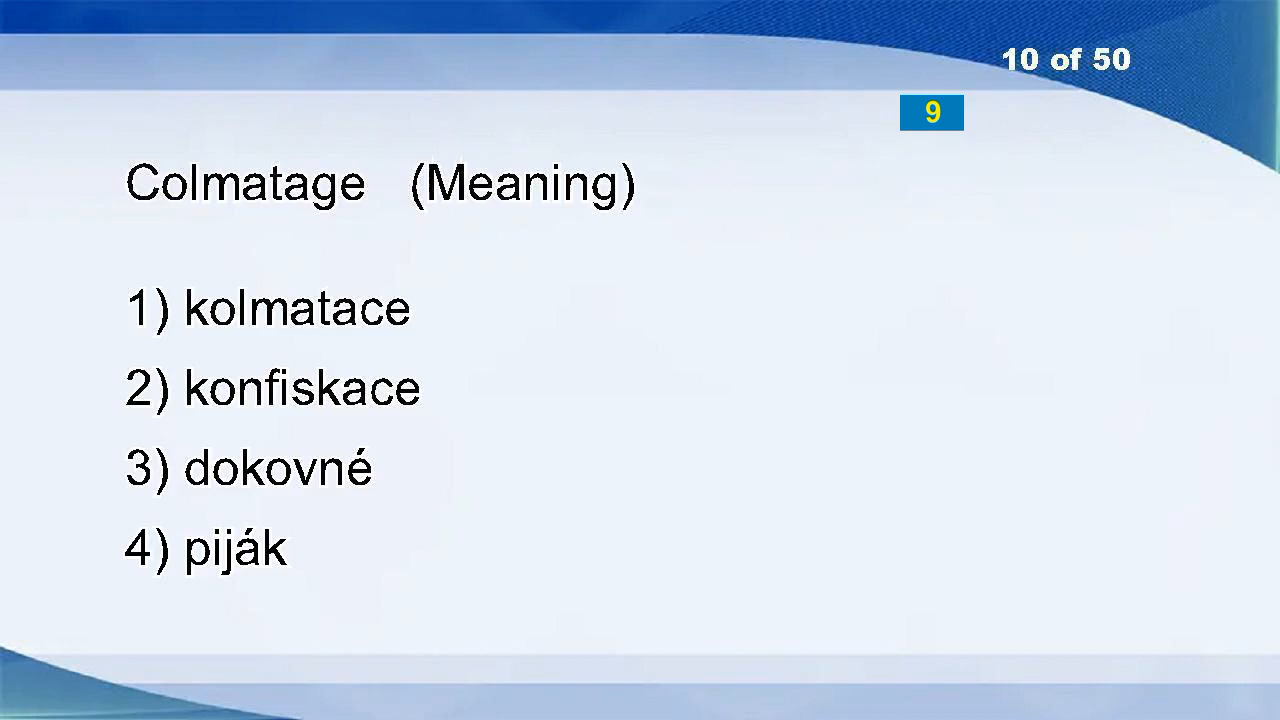 10 of 50
9
Colmatage (Meaning)
1) kolmatace
2) konfiskace
3) dokovné
4) piják